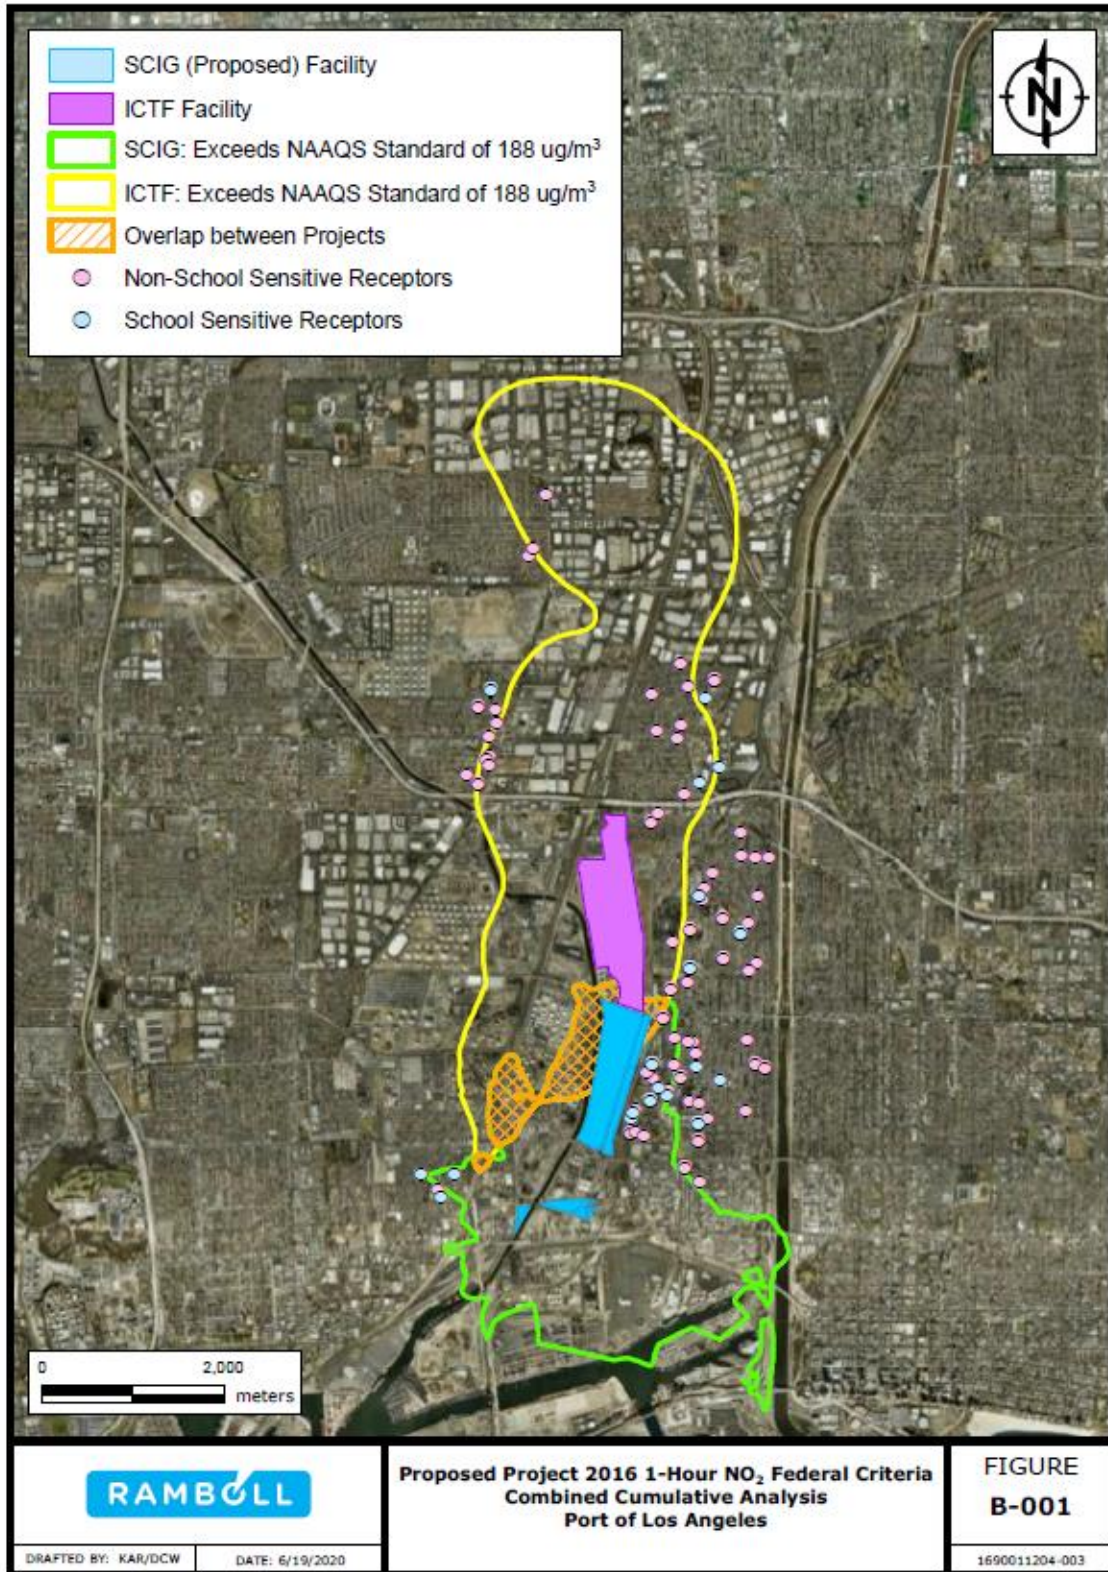 SCIG (Proposed) Facility
ICTF Facility
SCIG: Exceeds NAAQS Standard of 188 ug/m³
ICTF: Exceeds NAAQS Standard of 188 ug/m³
Overlap between Projects
Non-School Sensitive Receptors
School Sensitive Receptors
N
0 2,000
meters
RAMBOLL
DRAFTED BY: KAR/DCW DATE: 6/19/2020
Proposed Project 2016 1-Hour NO₂ Federal Criteria
Combined Cumulative Analysis
Port of Los Angeles
FIGURE
B-001
1690011204-003